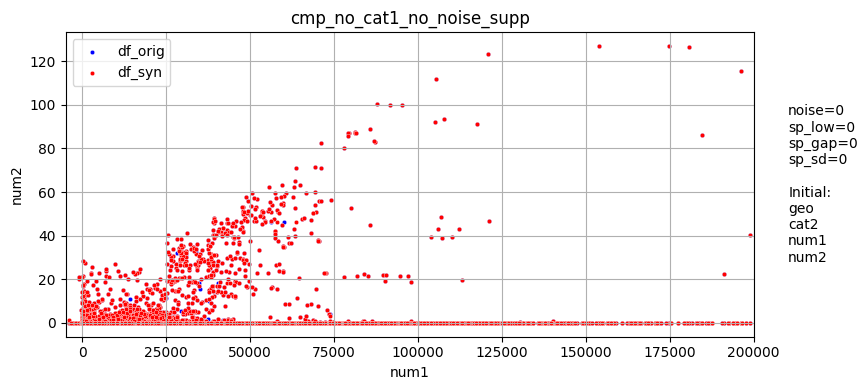 cmp_no_cat1_no_noise_supp
df_orig
df_syn
num2
120
100
80
60
40
20
0
0
25000
50000
75000
100000
125000
150000
175000
200000
num1
noise=0
sp_low=0
sp_gap=0
sp_sd=0
Initial:
geo
cat2
num1
num2